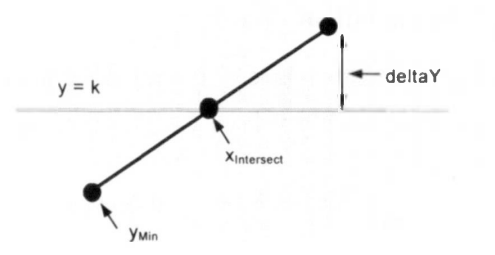 deltaY
y = k
xIntersect
yMin